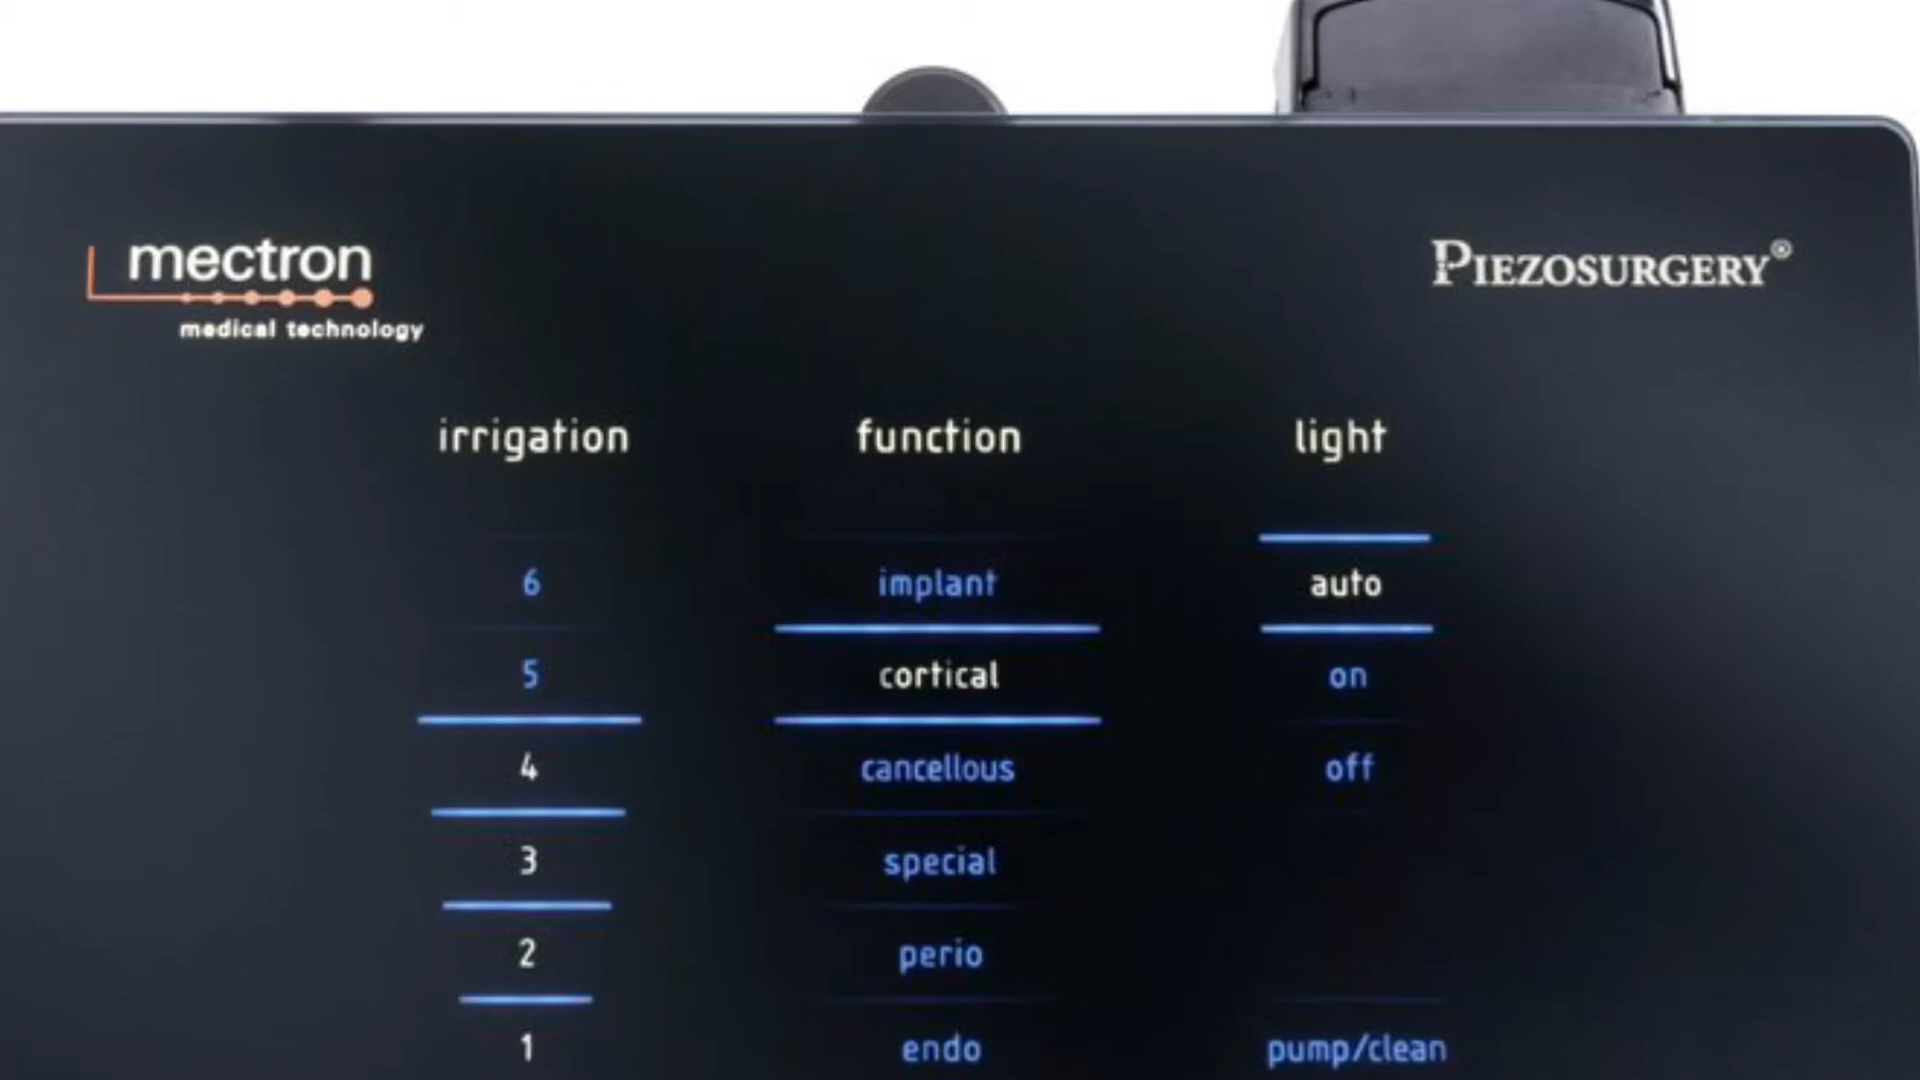 mectron
medical technology
PIEZOSURGERY®
irrigation function light
6 implant auto
5 cortical on
4 cancellous off
3 special
2 perio
1 endo pump/clean